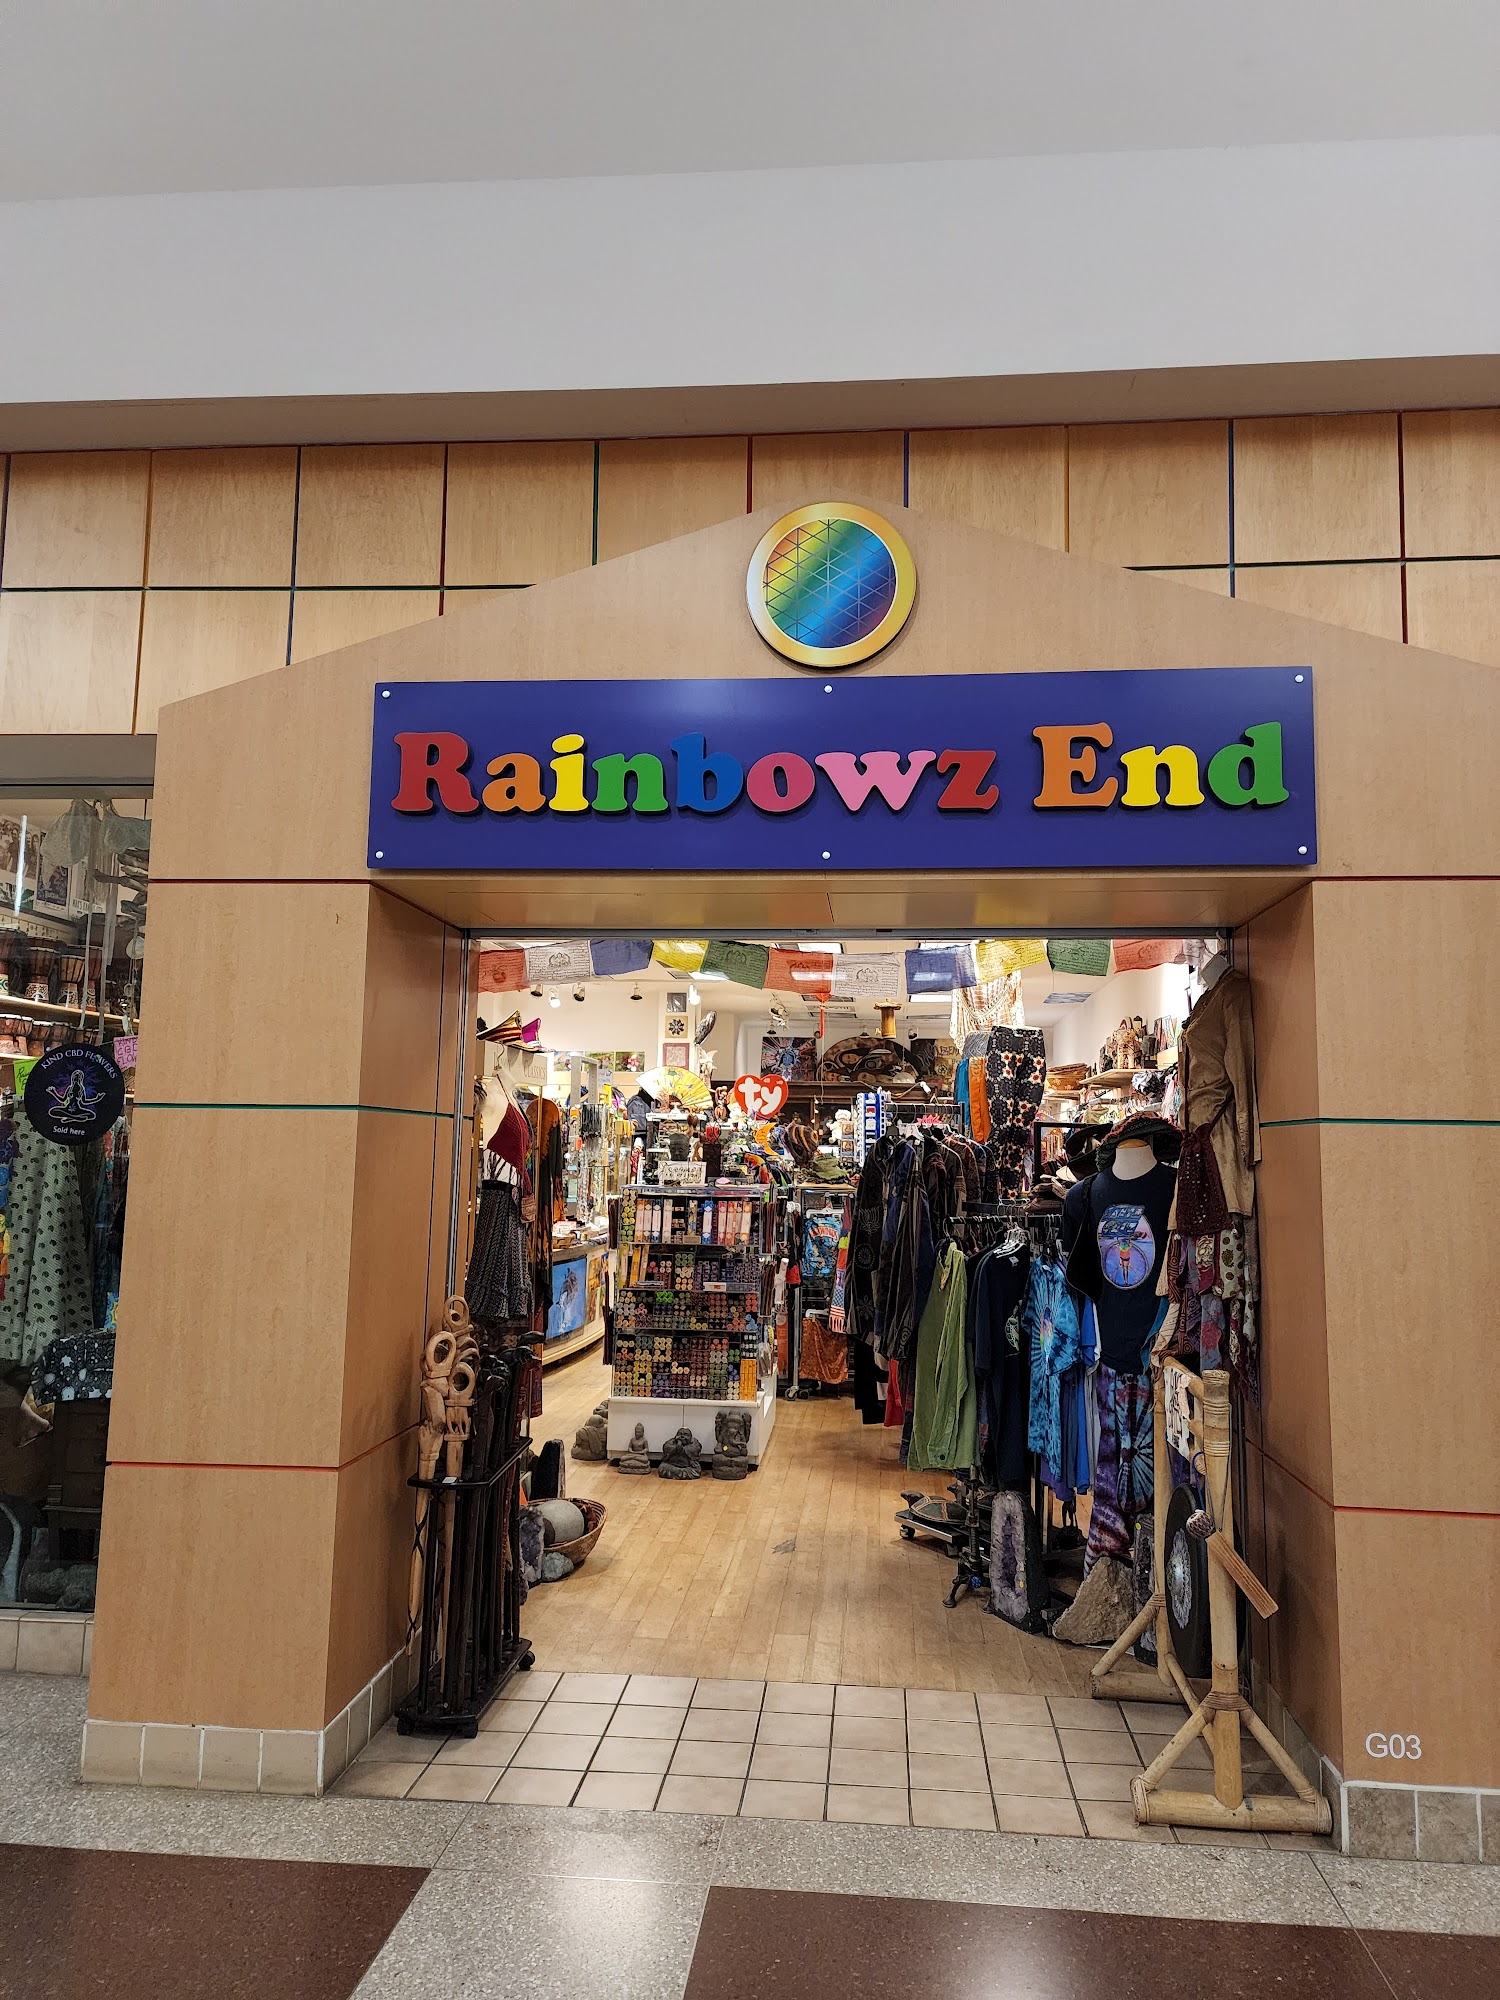 Rainbowz End
ty
KIND CBD FLOWERS
Sold here
G03